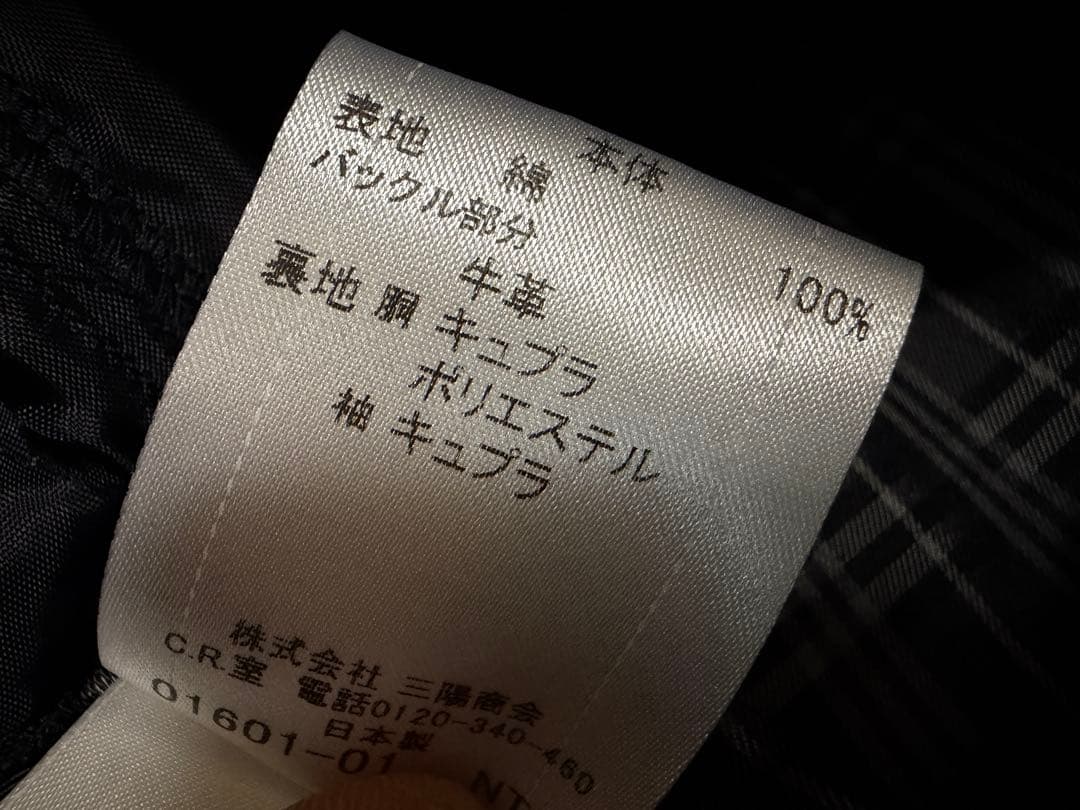 表地 本体
綿 100%
バックル部分
牛革
裏地 胴 キュプラ
ポリエステル
袖 キュプラ
株式会社 三陽商会
C.R.室 電話0120-340-460
日本製
01601-01 NT